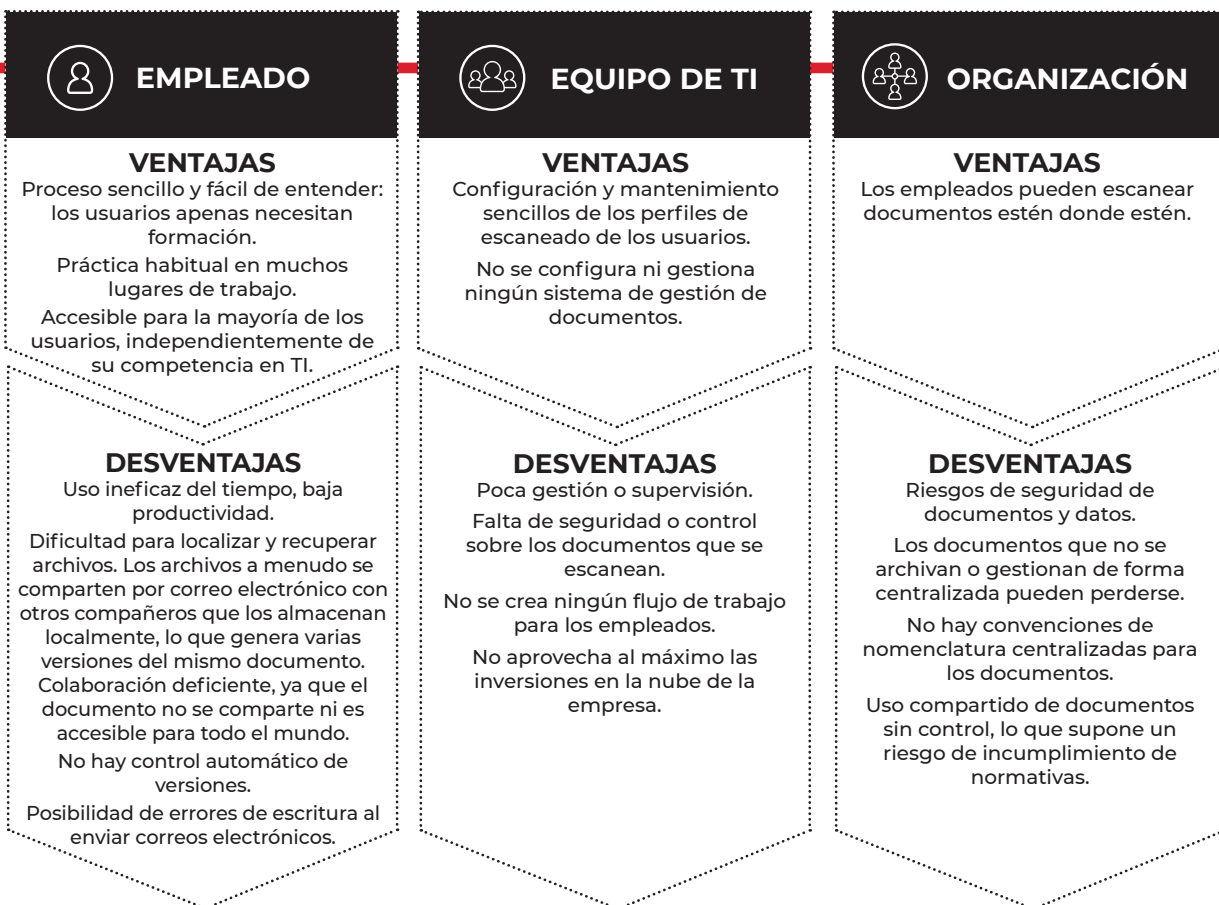 EMPLEADO
VENTAJAS
Proceso sencillo y fácil de entender:
los usuarios apenas necesitan
formación.
Práctica habitual en muchos
lugares de trabajo.
Accesible para la mayoría de los
usuarios, independientemente de
su competencia en TI.
DESVENTAJAS
Uso ineficaz del tiempo, baja
productividad.
Dificultad para localizar y recuperar
archivos. Los archivos a menudo se
comparten por correo electrónico con
otros compañeros que los almacenan
localmente, lo que genera varias
versiones del mismo documento.
Colaboración deficiente, ya que el
documento no se comparte ni es
accesible para todo el mundo.
No hay control automático de
versiones.
Posibilidad de errores de escritura al
enviar correos electrónicos.
EQUIPO DE TI
VENTAJAS
Configuración y mantenimiento
sencillos de los perfiles de
escaneado de los usuarios.
No se configura ni gestiona
ningún sistema de gestión de
documentos.
DESVENTAJAS
Poca gestión o supervisión.
Falta de seguridad o control
sobre los documentos que se
escanean.
No se crea ningún flujo de trabajo
para los empleados.
No aprovecha al máximo las
inversiones en la nube de la
empresa.
ORGANIZACIÓN
VENTAJAS
Los empleados pueden escanear
documentos estén donde estén.
DESVENTAJAS
Riesgos de seguridad de
documentos y datos.
Los documentos que no se
archivan o gestionan de forma
centralizada pueden perderse.
No hay convenciones de
nomenclatura centralizadas para
los documentos.
Uso compartido de documentos
sin control, lo que supone un
riesgo de incumplimiento de
normativas.